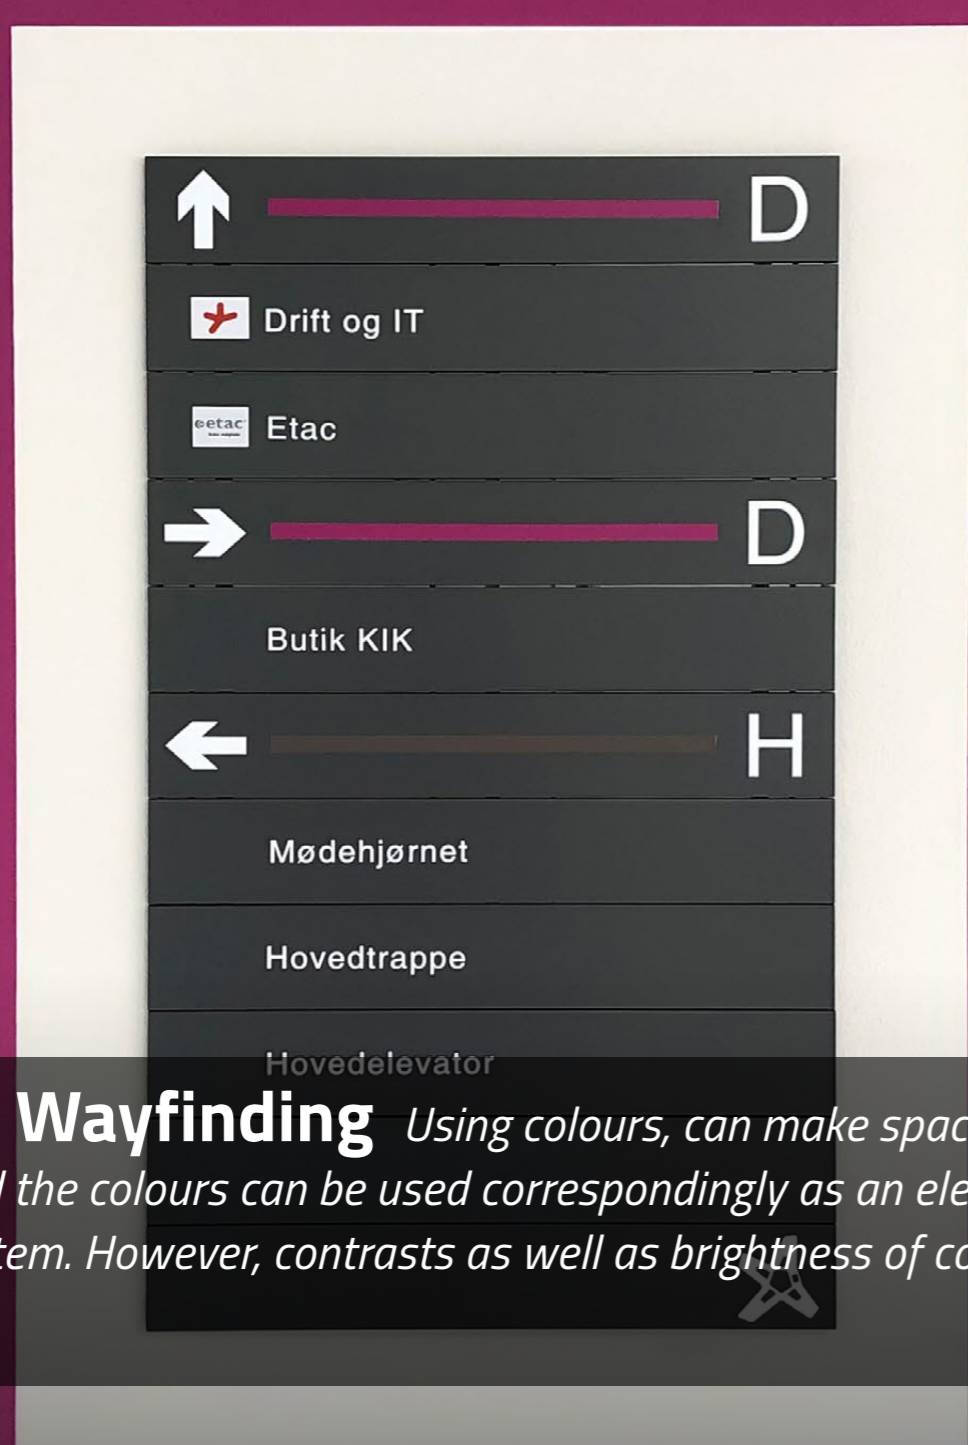 D
Drift og IT
etac
Etac
D
Butik KIK
H
Mødehjørnet
Hovedtrappe
Hovedelevator
Wayfinding Using colours, can make spac
the colours can be used correspondingly as an ele
tem. However, contrasts as well as brightness of co